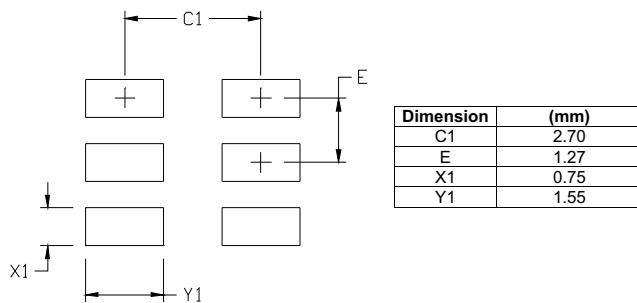 C1
E
X1
Y1
Dimension (mm)
C1 2.70
E 1.27
X1 0.75
Y1 1.55